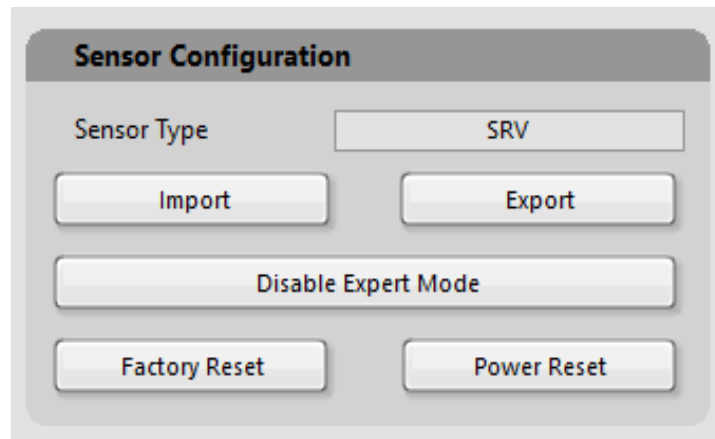 Sensor Configuration
Sensor Type SRV
Import Export
Disable Expert Mode
Factory Reset Power Reset